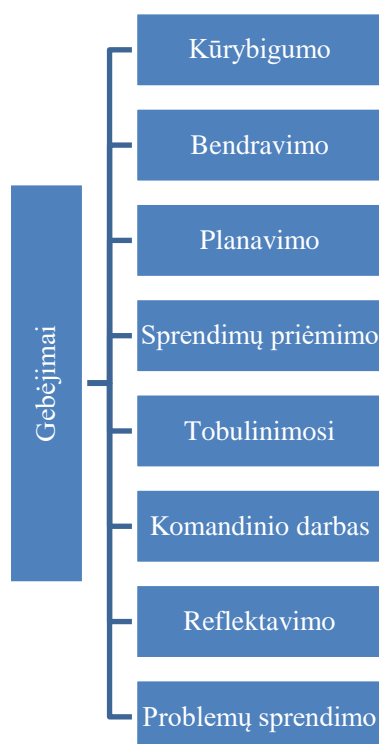 Gebėjimai
Kūrybigumo
Bendravimo
Planavimo
Sprendimų priėmimo
Tobulinimosi
Komandinio darbas
Reflektavimo
Problemų sprendimo